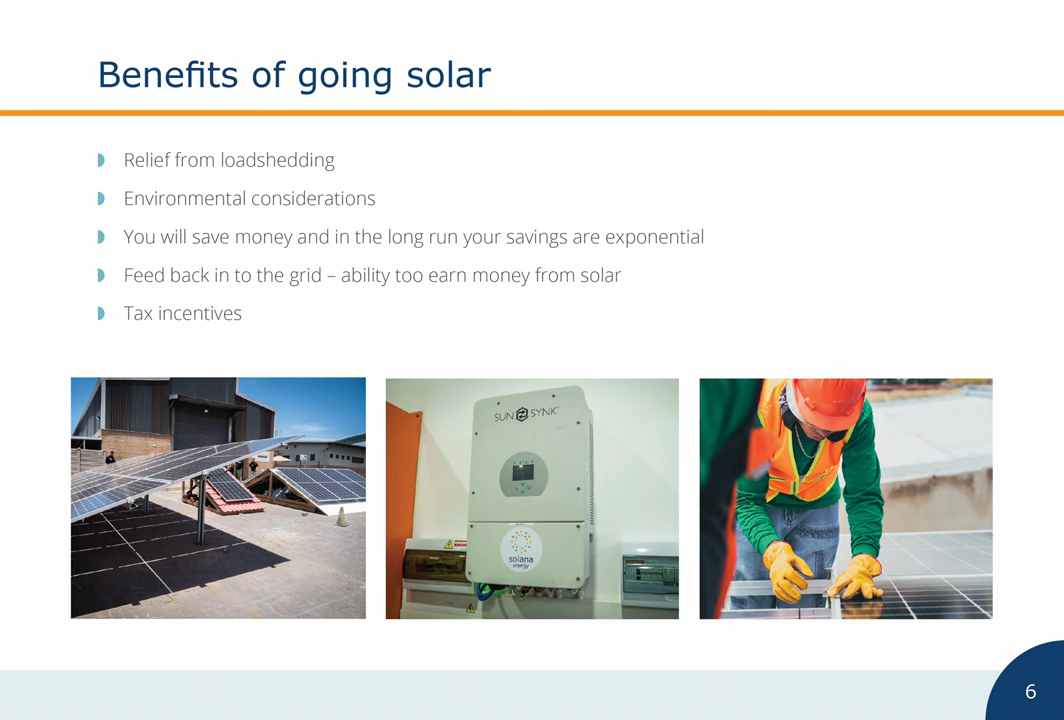 Benefits of going solar
Relief from loadshedding
Environmental considerations
You will save money and in the long run your savings are exponential
Feed back in to the grid – ability too earn money from solar
Tax incentives
SUN SYNK
solana
energy
6